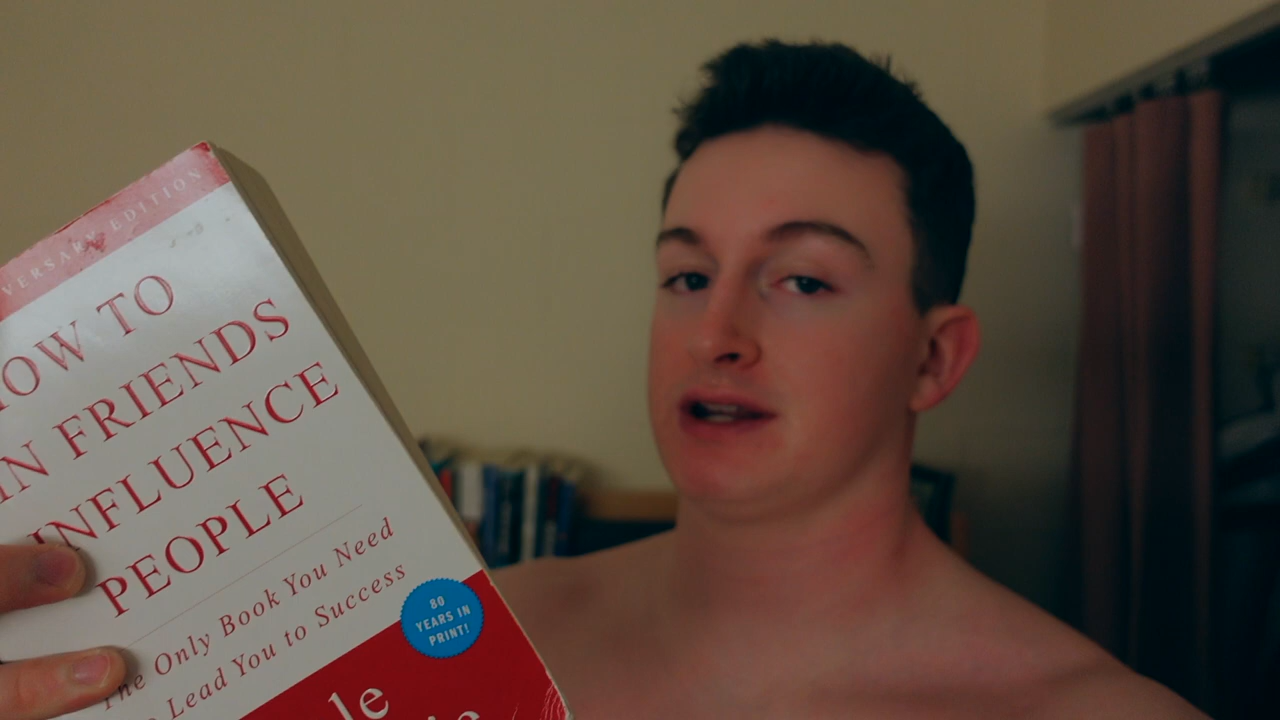 VERSARY EDITION
OW TO
IN FRIENDS
INFLUENCE
PEOPLE
The Only Book You Need
Lead You to Success
80
YEARS IN
PRINT!
le